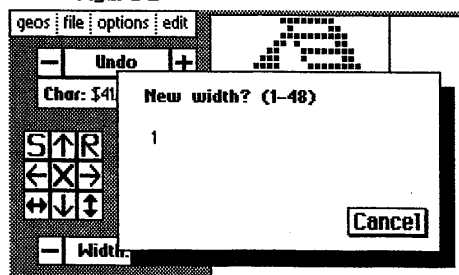 geos file options edit
− Undo +
Char: $41
New width? (1-48)
1
S ↑ R
← X →
↔ ↓ ↕
Cancel
− Width: